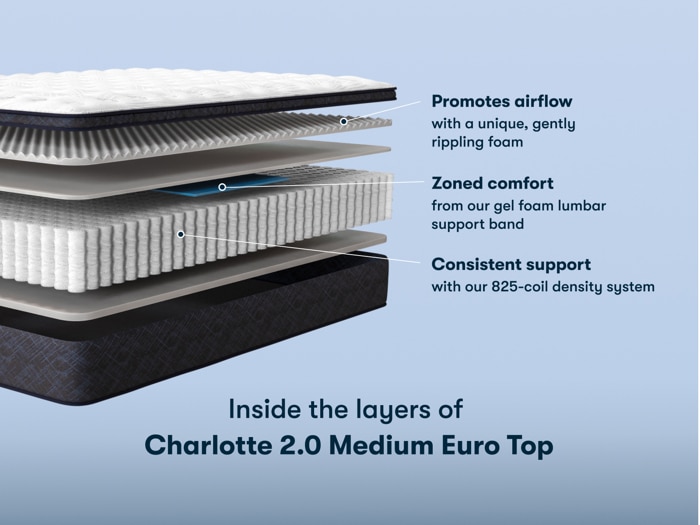 Promotes airflow
with a unique, gently
rippling foam
Zoned comfort
from our gel foam lumbar
support band
Consistent support
with our 825-coil density system
Inside the layers of
Charlotte 2.0 Medium Euro Top